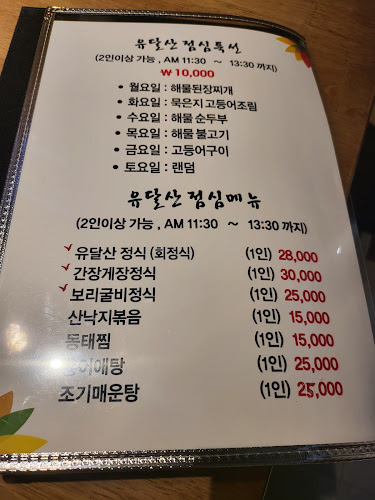 유달산 점심특선
(2인이상 가능 , AM 11:30 ~ 13:30 까지)
₩10,000
• 월요일 : 해물된장찌개
• 화요일 : 묵은지고등어조림
• 수요일 : 해물 순두부
• 목요일 : 해물 불고기
• 금요일 : 고등어구이
• 토요일 : 랜덤
유달산 점심메뉴
(2인이상 가능 , AM 11:30 ~ 13:30 까지)
✓ 유달산 정식 (회정식) (1인) 28,000
✓ 간장게장정식 (1인) 30,000
✓ 보리굴비정식 (1인) 25,000
산낙지볶음 (1인) 15,000
동태찜 (1인) 15,000
(1인) 25,000
조기매운탕 (1인) 25,000